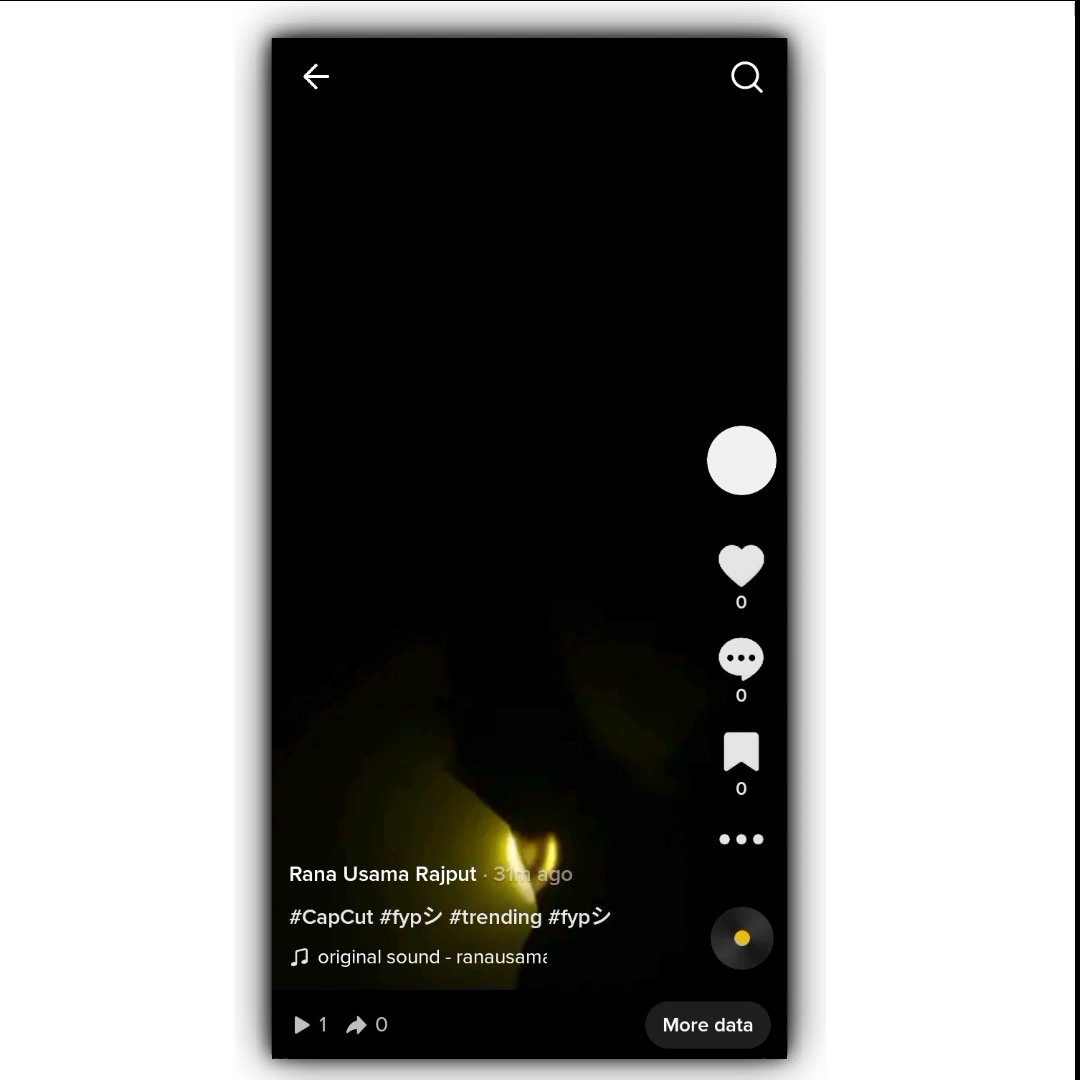 0
0
0
Rana Usama Rajput · 31m ago
#CapCut #fypシ #trending #fypシ
original sound - ranausama
1 0 More data